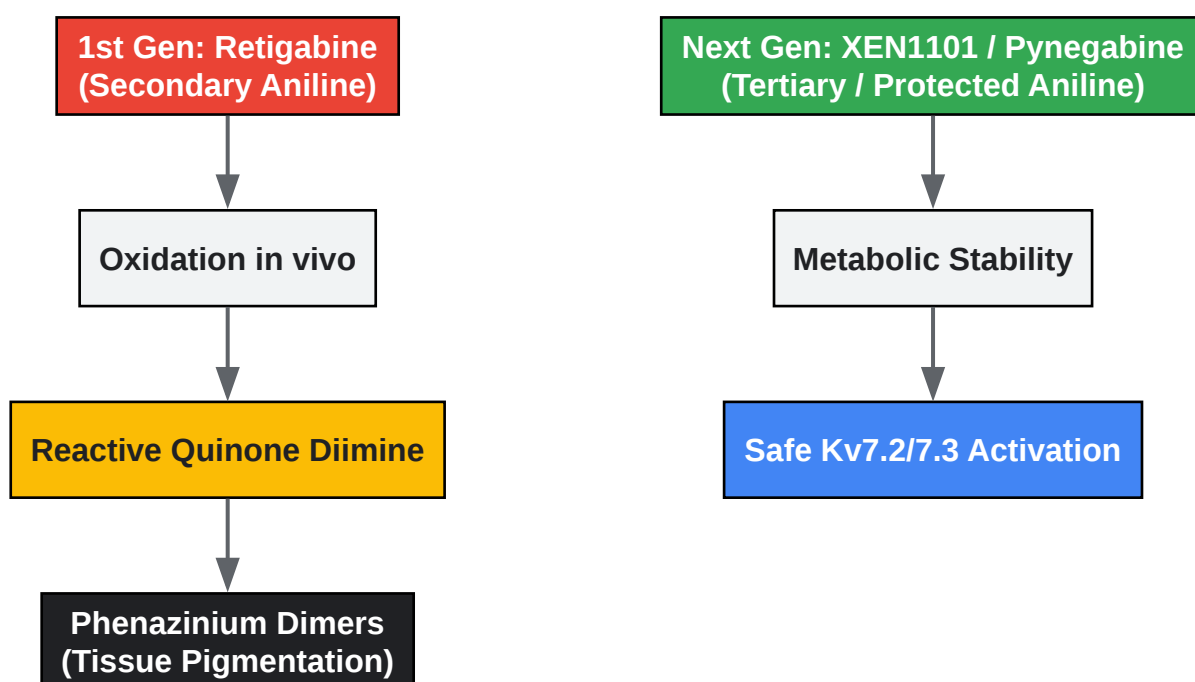 1st Gen: Retigabine
(Secondary Aniline)
Oxidation in vivo
Reactive Quinone Diimine
Phenazinium Dimers
(Tissue Pigmentation)
Next Gen: XEN1101 / Pynegabine
(Tertiary / Protected Aniline)
Metabolic Stability
Safe Kv7.2/7.3 Activation